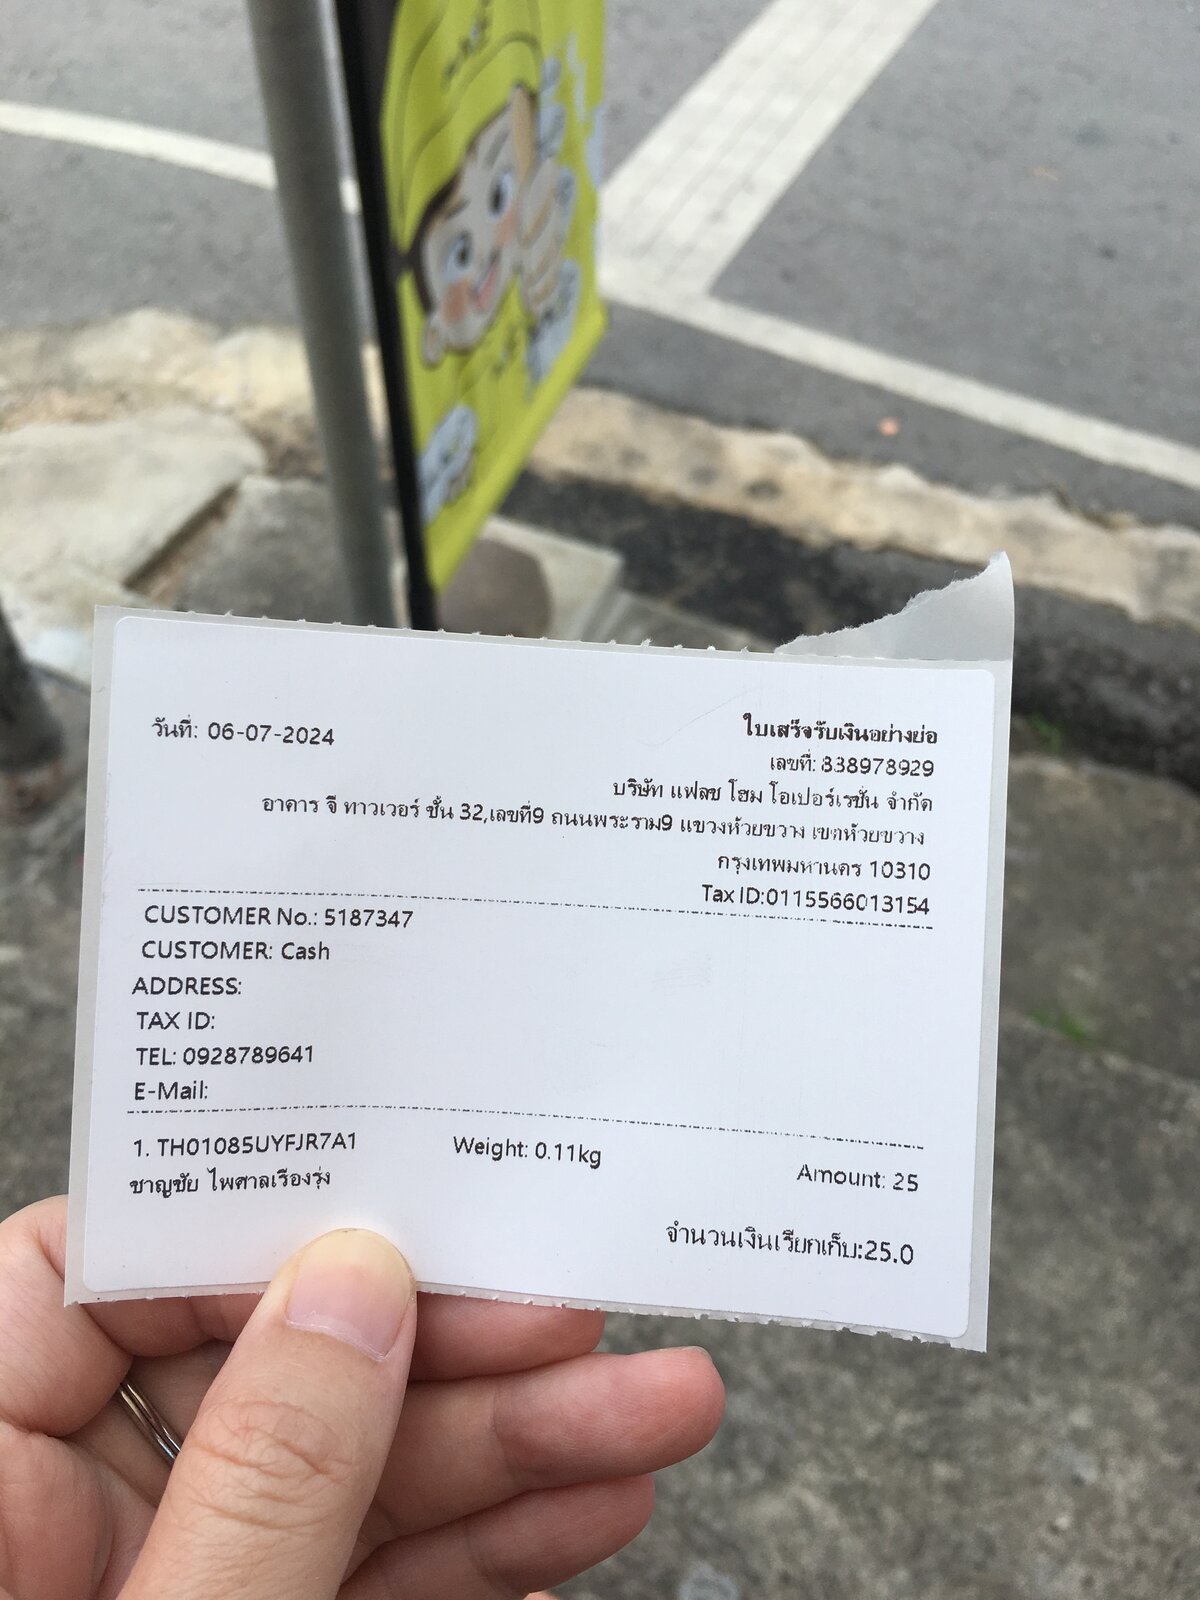 วันที่: 06-07-2024
ใบเสร็จรับเงินอย่างย่อ
เลขที่: 838978929
บริษัท แฟลช โฮม โอเปอร์เรชั่น จำกัด
อาคาร จี ทาวเวอร์ ชั้น 32,เลขที่9 ถนนพระราม9 แขวงห้วยขวาง เขตห้วยขวาง
กรุงเทพมหานคร 10310
Tax ID:0115566013154
CUSTOMER No.: 5187347
CUSTOMER: Cash
ADDRESS:
TAX ID:
TEL: 0928789641
E-Mail:
1. TH01085UYFJR7A1 Weight: 0.11kg Amount: 25
ชาญชัย ไพศาลเรืองรุ่ง
จำนวนเงินเรียกเก็บ:25.0